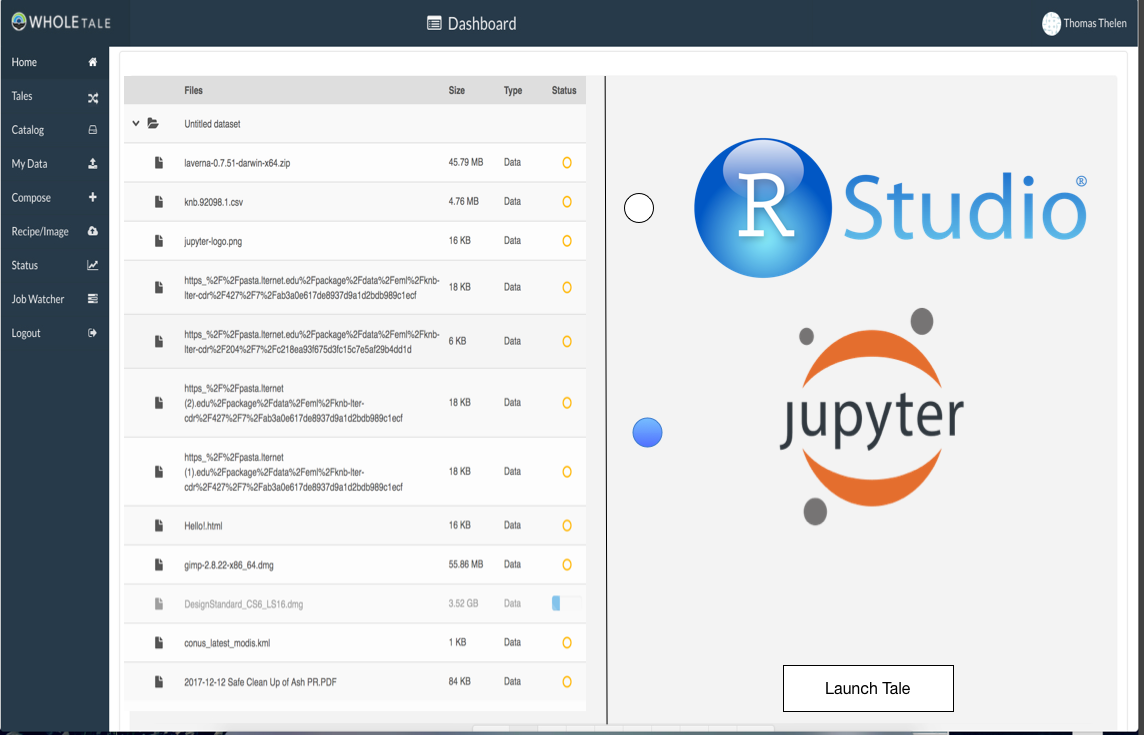 WHOLETALE
Dashboard
Thomas Thelen
Home
Tales
Catalog
My Data
Compose
Recipe/Image
Status
Job Watcher
Logout
Files Size Type Status
Untitled dataset
laverna-0.7.51-darwin-x64.zip 45.79 MB Data
knb.92098.1.csv 4.76 MB Data
jupyter-logo.png 16 KB Data
https_%2F%2Fpasta.lternet.edu%2Fpackage%2Fdata%2Feml%2Fknb-
lter-cdr%2F427%2F7%2Fab3a0e617de8937d9a1d2bdb989c1ecf 18 KB Data
https_%2F%2Fpasta.lternet.edu%2Fpackage%2Fdata%2Feml%2Fknb-
lter-cdr%2F204%2F7%2Fc218ea93f675d3fc15c7e5af29b4dd1d 6 KB Data
https_%2F%2Fpasta.lternet
(2).edu%2Fpackage%2Fdata%2Feml%2Fknb-lter-
cdr%2F427%2F7%2Fab3a0e617de8937d9a1d2bdb989c1ecf 18 KB Data
https_%2F%2Fpasta.lternet
(1).edu%2Fpackage%2Fdata%2Feml%2Fknb-lter-
cdr%2F427%2F7%2Fab3a0e617de8937d9a1d2bdb989c1ecf 18 KB Data
Hello!.html 16 KB Data
gimp-2.8.22-x86_64.dmg 55.86 MB Data
DesignStandard_CS6_LS16.dmg 3.52 GB Data
conus_latest_modis.kml 1 KB Data
2017-12-12 Safe Clean Up of Ash PR.PDF 84 KB Data
R Studio®
jupyter
Launch Tale